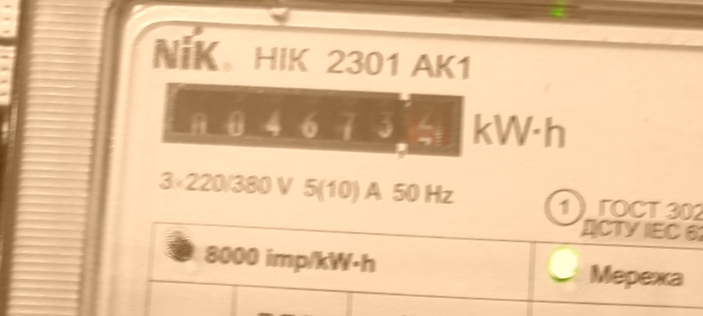 NiK НІК 2301 АК1
0 0 4 6 7 3 kW·h
3×220/380 V 5(10) A 50 Hz
1 ГОСТ 302
ДСТУ IEC 62
8000 imp/kW·h
Мережа